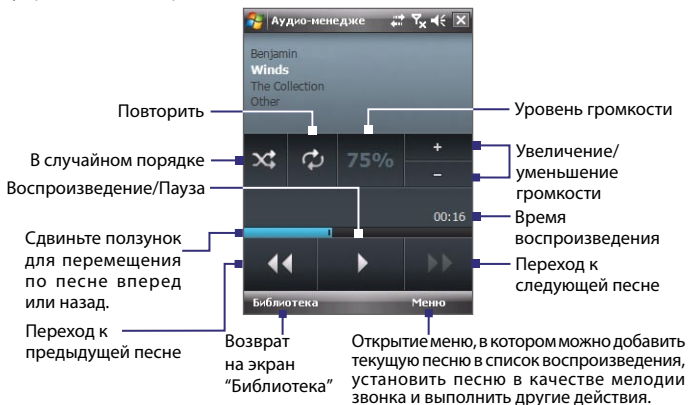 Аудио-менедже
Benjamin
Winds
The Collection
Other
Повторить
Уровень громкости
В случайном порядке
75%
+
–
Увеличение/
уменьшение
громкости
Воспроизведение/Пауза
00:16
Время
воспроизведения
Сдвиньте ползунок
для перемещения
по песне вперед
или назад.
Переход к
следующей песне
Библиотека
Меню
Переход к
предыдущей песне
Возврат
на экран
"Библиотека"
Открытие меню, в котором можно добавить
текущую песню в список воспроизведения,
установить песню в качестве мелодии
звонка и выполнить другие действия.